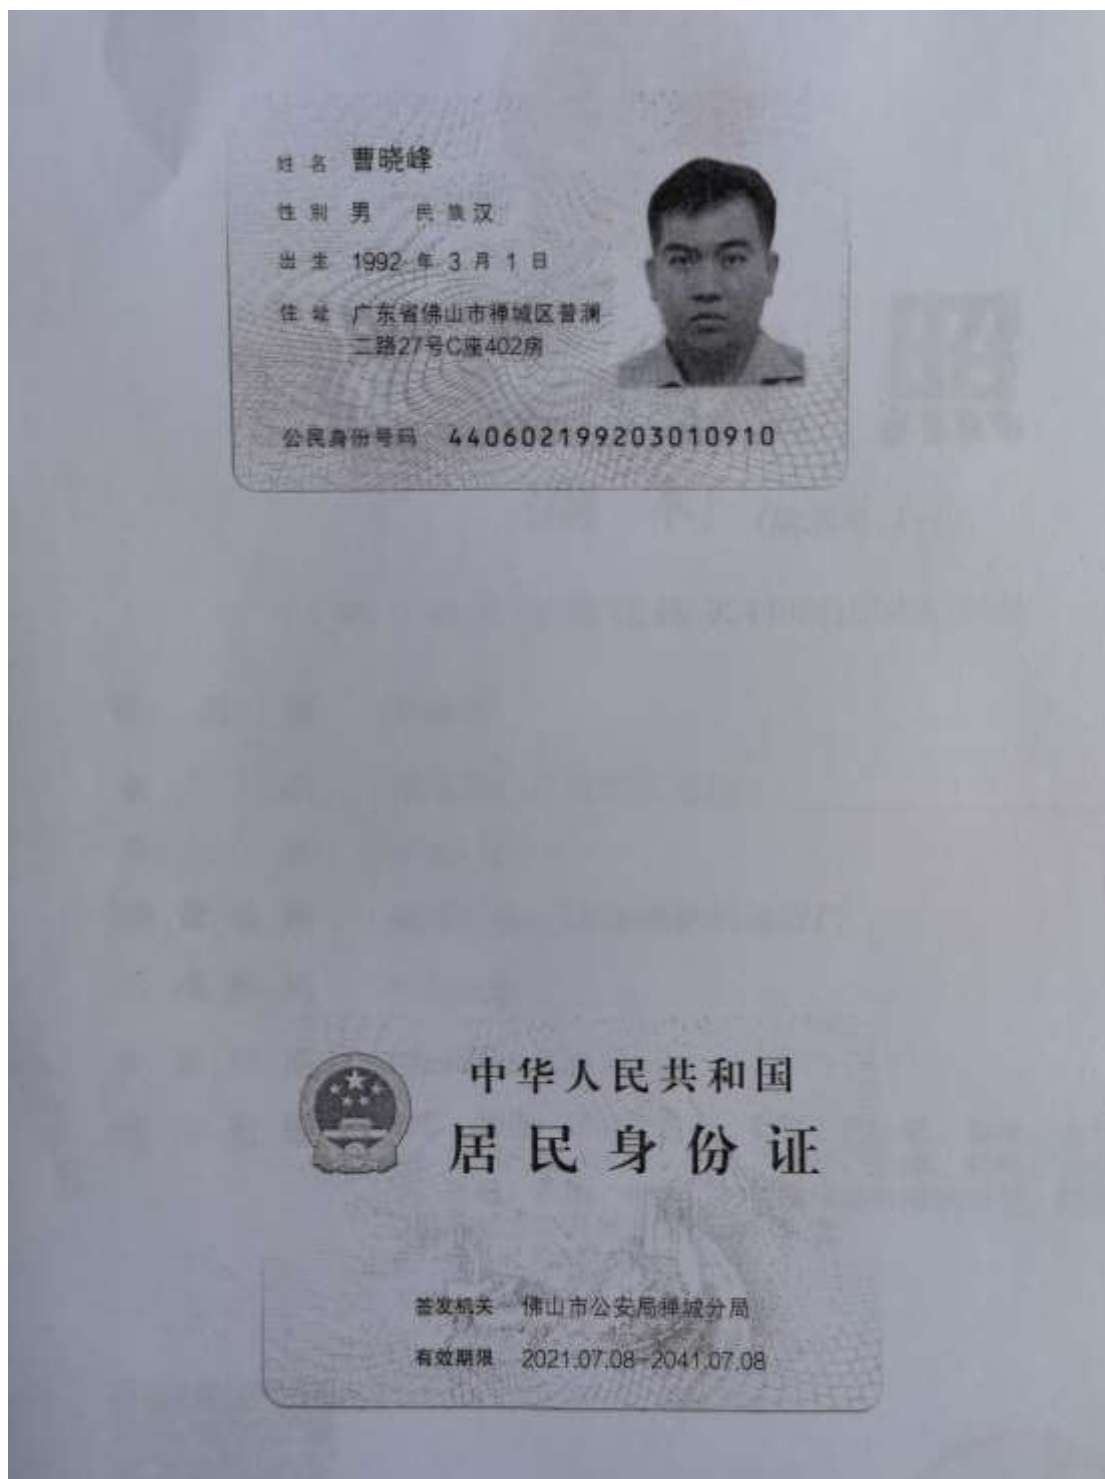 姓名 曹晓峰
性别 男 民族 汉
出生 1992 年 3 月 1 日
住址 广东省佛山市禅城区普澜
二路27号C座402房
公民身份号码 440602199203010910
中华人民共和国
居民身份证
签发机关 佛山市公安局禅城分局
有效期限 2021.07.08-2041.07.08